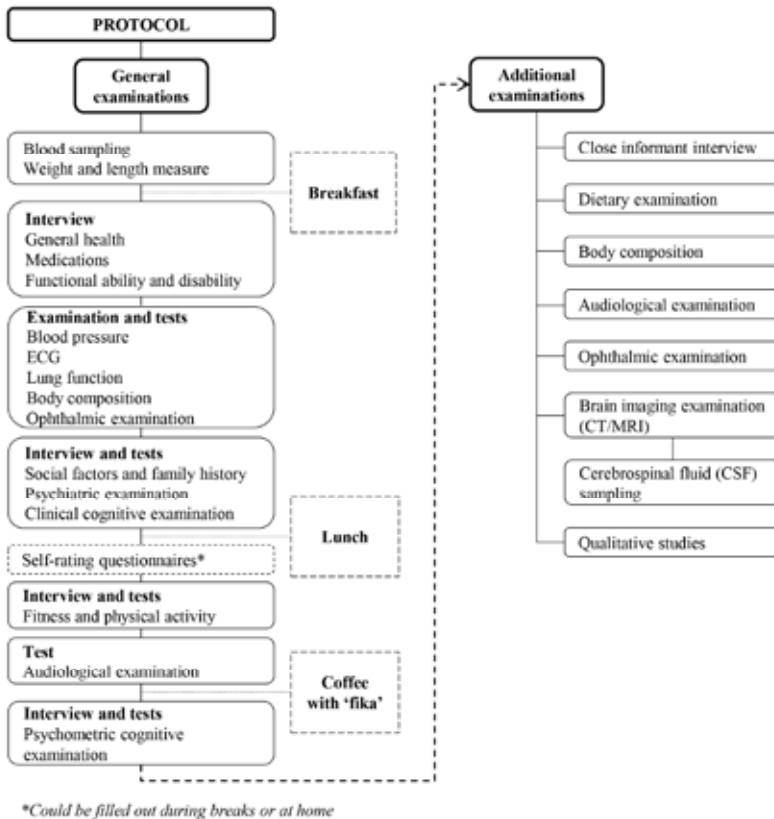 PROTOCOL
General
examinations
Blood sampling
Weight and length measure
Breakfast
Interview
General health
Medications
Functional ability and disability
Examination and tests
Blood pressure
ECG
Lung function
Body composition
Ophthalmic examination
Interview and tests
Social factors and family history
Psychiatric examination
Clinical cognitive examination
Lunch
Self-rating questionnaires*
Interview and tests
Fitness and physical activity
Test
Audiological examination
Coffee
with ‘fika’
Interview and tests
Psychometric cognitive
examination
*Could be filled out during breaks or at home
Additional
examinations
Close informant interview
Dietary examination
Body composition
Audiological examination
Ophthalmic examination
Brain imaging examination
(CT/MRI)
Cerebrospinal fluid (CSF)
sampling
Qualitative studies